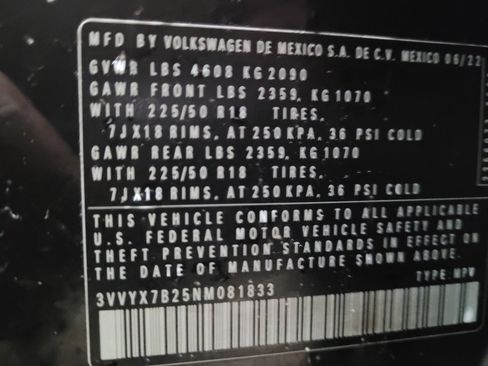 MFD BY VOLKSWAGEN DE MEXICO S.A. DE C.V. MEXICO 06/22
GVWR LBS 4608 KG 2090
GAWR FRONT LBS 2359, KG 1070
WITH 225/50 R18 TIRES,
7JX18 RIMS, AT 250 KPA, 36 PSI COLD
GAWR REAR LBS 2359, KG 1070
WITH 225/50 R18 TIRES,
7JX18 RIMS, AT 250 KPA, 36 PSI COLD
THIS VEHICLE CONFORMS TO ALL APPLICABLE
U.S. FEDERAL MOTOR VEHICLE SAFETY AND
THEFT PREVENTION STANDARDS IN EFFECT ON
THE DATE OF MANUFACTURE SHOWN ABOVE.
TYPE MPV
3VVYX7B25NM081833